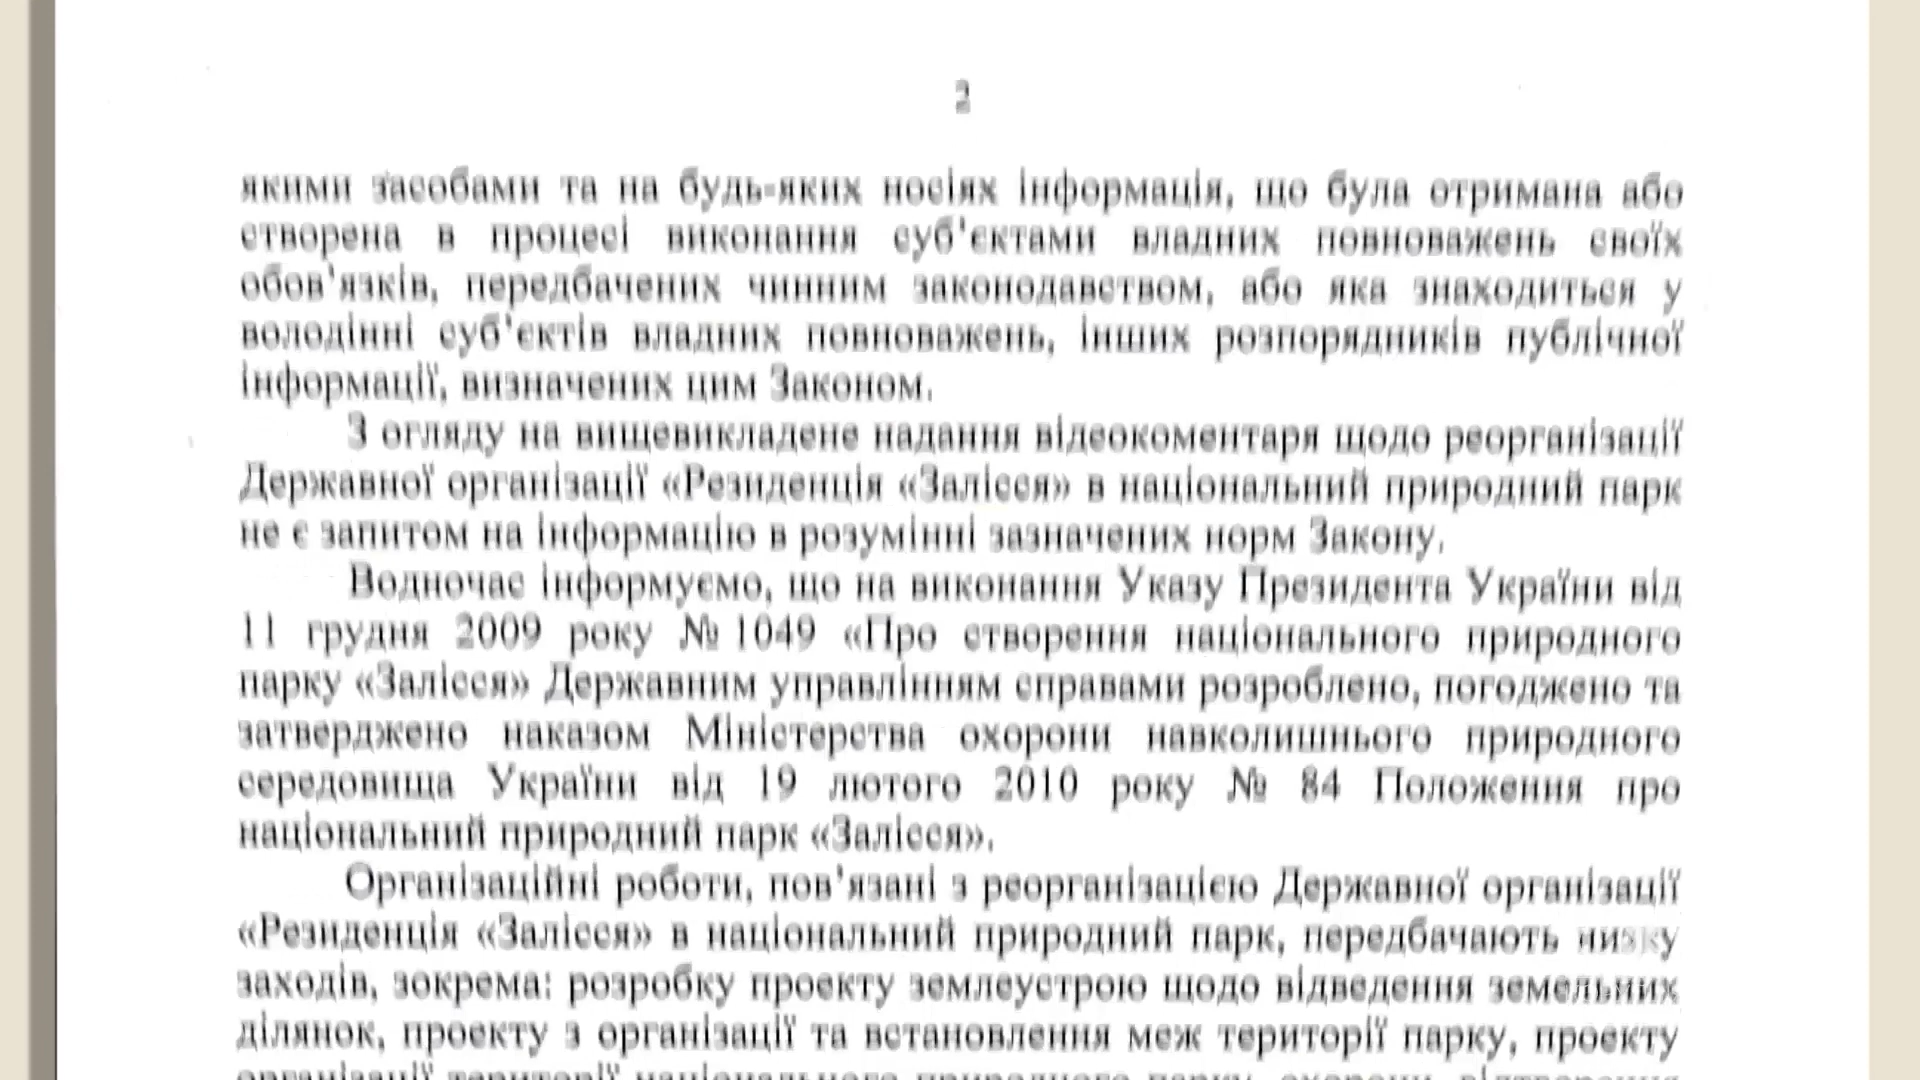 2
якими засобами та на будь-яких носіях інформація, що була отримана або
створена в процесі виконання суб'єктами владних повноважень своїх
обов'язків, передбачених чинним законодавством, або яка знаходиться у
володінні суб'єктів владних повноважень, інших розпорядників публічної
інформації, визначених цим Законом.
З огляду на вищевикладене надання відеокоментаря щодо реорганізації
Державної організації «Резиденція «Залісся» в національний природний парк
не є запитом на інформацію в розумінні зазначених норм Закону.
Водночас інформуємо, що на виконання Указу Президента України від
11 грудня 2009 року № 1049 «Про створення національного природного
парку «Залісся» Державним управлінням справами розроблено, погоджено та
затверджено наказом Міністерства охорони навколишнього природного
середовища України від 19 лютого 2010 року № 84 Положення про
національний природний парк «Залісся».
Організаційні роботи, пов'язані з реорганізацією Державної організації
«Резиденція «Залісся» в національний природний парк, передбачають низку
заходів, зокрема: розробку проекту землеустрою щодо відведення земельних
ділянок, проекту з організації та встановлення меж території парку, проекту
організації території національного природного парку, охорони, відтворення